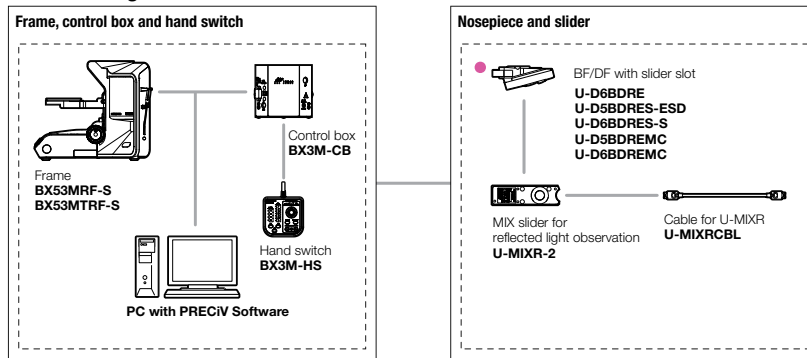 Frame, control box and hand switch
Frame
BX53MRF-S
BX53MTRF-S
Control box
BX3M-CB
Hand switch
BX3M-HS
PC with PRECiV Software
Nosepiece and slider
BF/DF with slider slot
U-D6BDRE
U-D5BDRES-ESD
U-D6BDRES-S
U-D5BDREMC
U-D6BDREMC
MIX slider for
reflected light observation
U-MIXR-2
Cable for U-MIXR
U-MIXRCBL